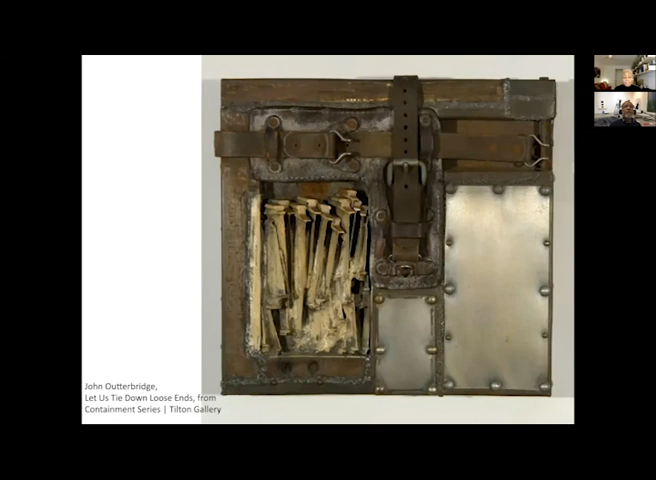 John Outterbridge,
Let Us Tie Down Loose Ends, from
Containment Series | Tilton Gallery